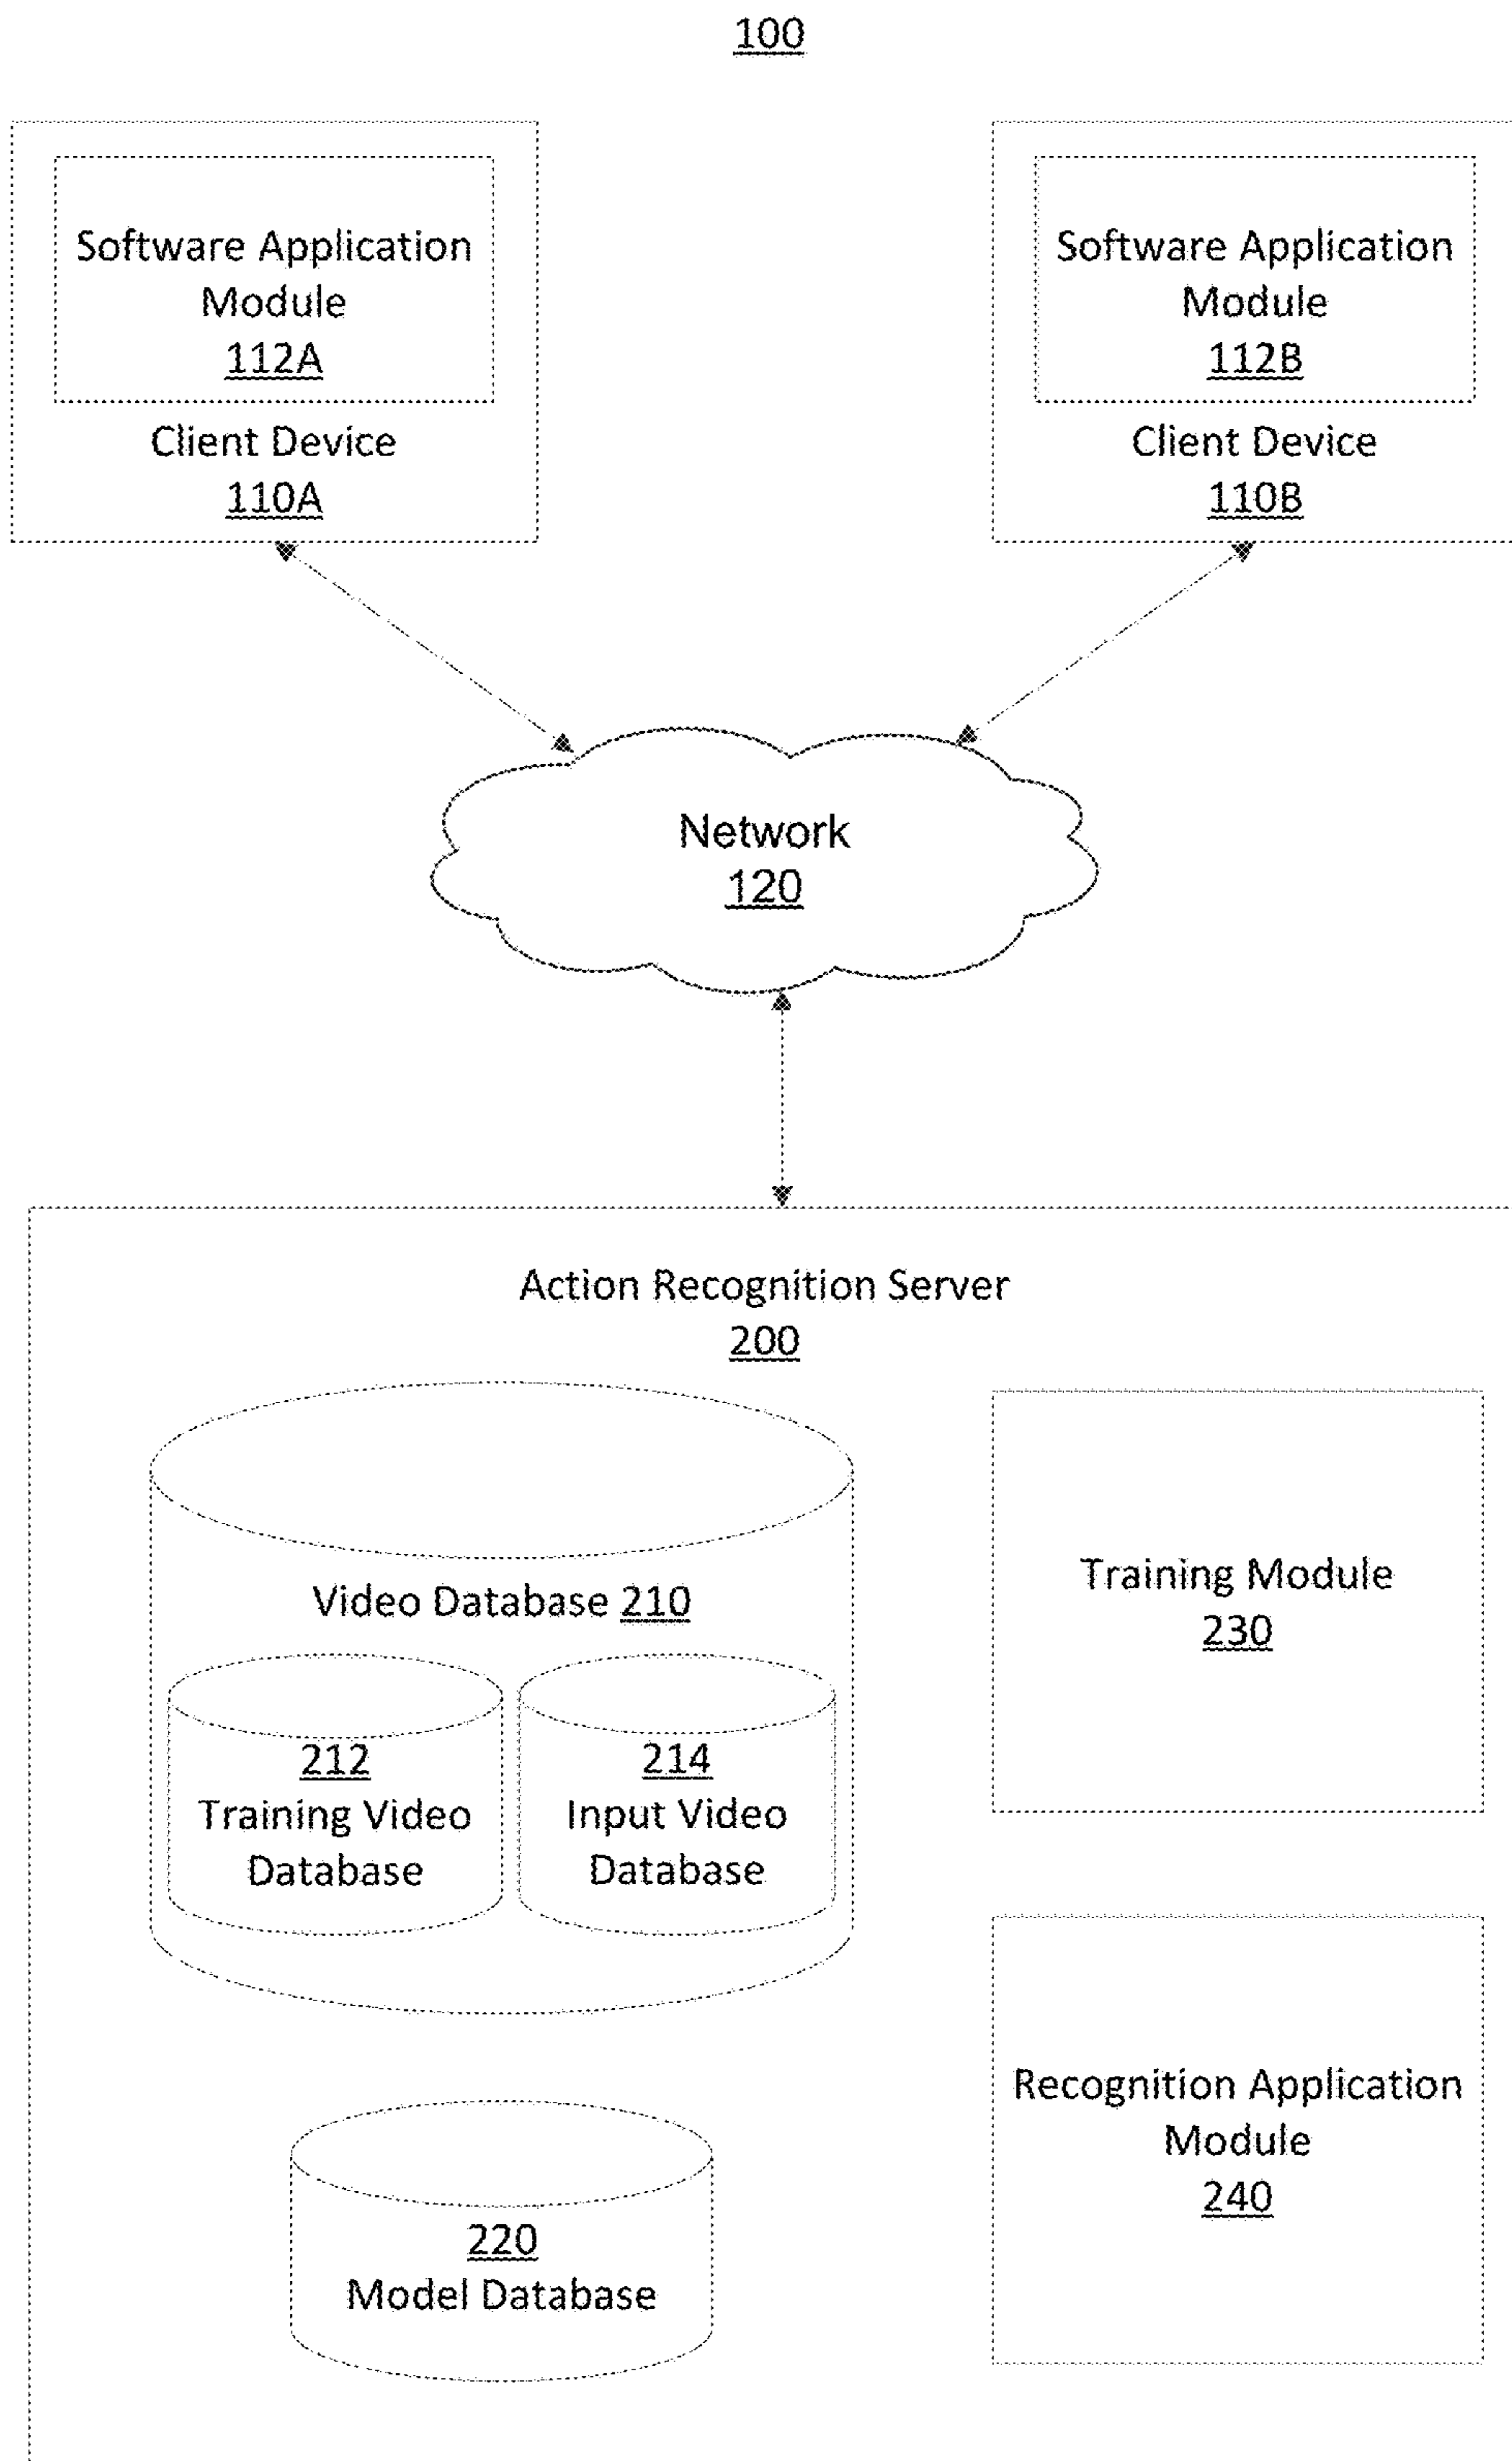 100
Software Application
Module
112A
Client Device
110A
Software Application
Module
112B
Client Device
110B
Network
120
Action Recognition Server
200
Video Database 210
212
Training Video
Database
214
Input Video
Database
220
Model Database
Training Module
230
Recognition Application
Module
240